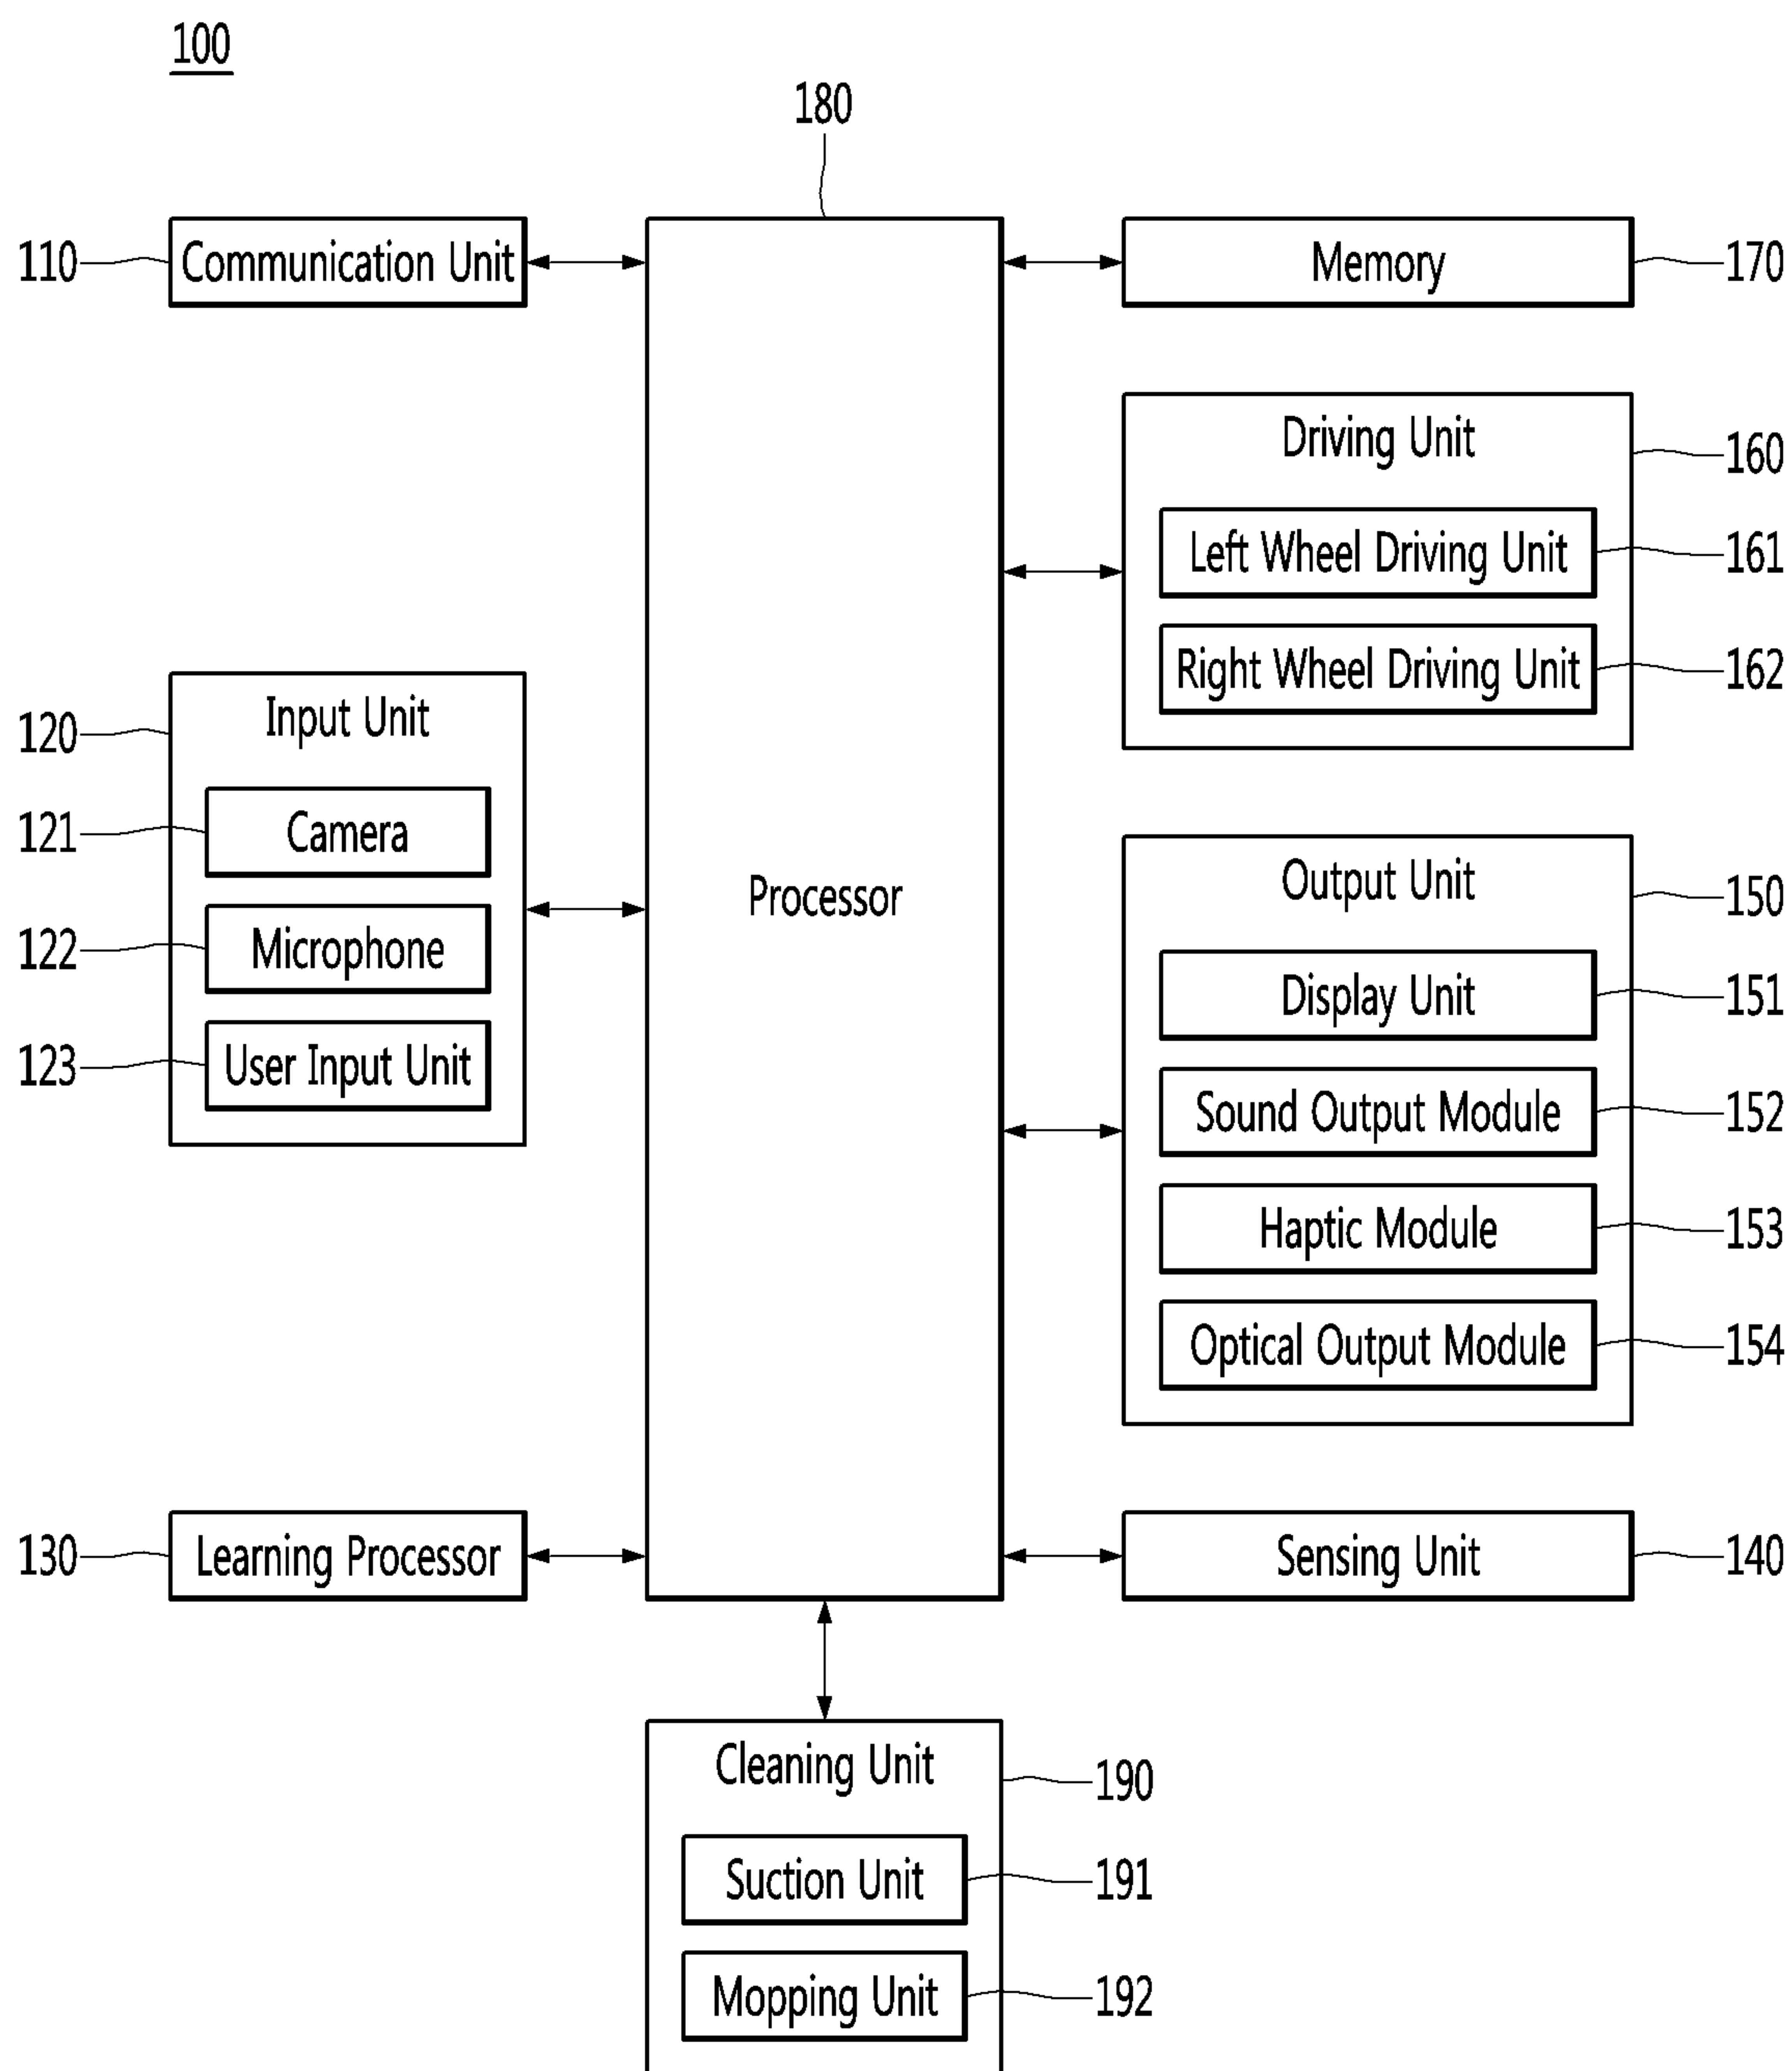 100
180
110
Communication Unit
Memory
170
Driving Unit
160
Left Wheel Driving Unit
161
Right Wheel Driving Unit
162
120
Input Unit
121
Camera
122
Microphone
123
User Input Unit
Processor
Output Unit
150
Display Unit
151
Sound Output Module
152
Haptic Module
153
Optical Output Module
154
130
Learning Processor
Sensing Unit
140
Cleaning Unit
190
Suction Unit
191
Mopping Unit
192